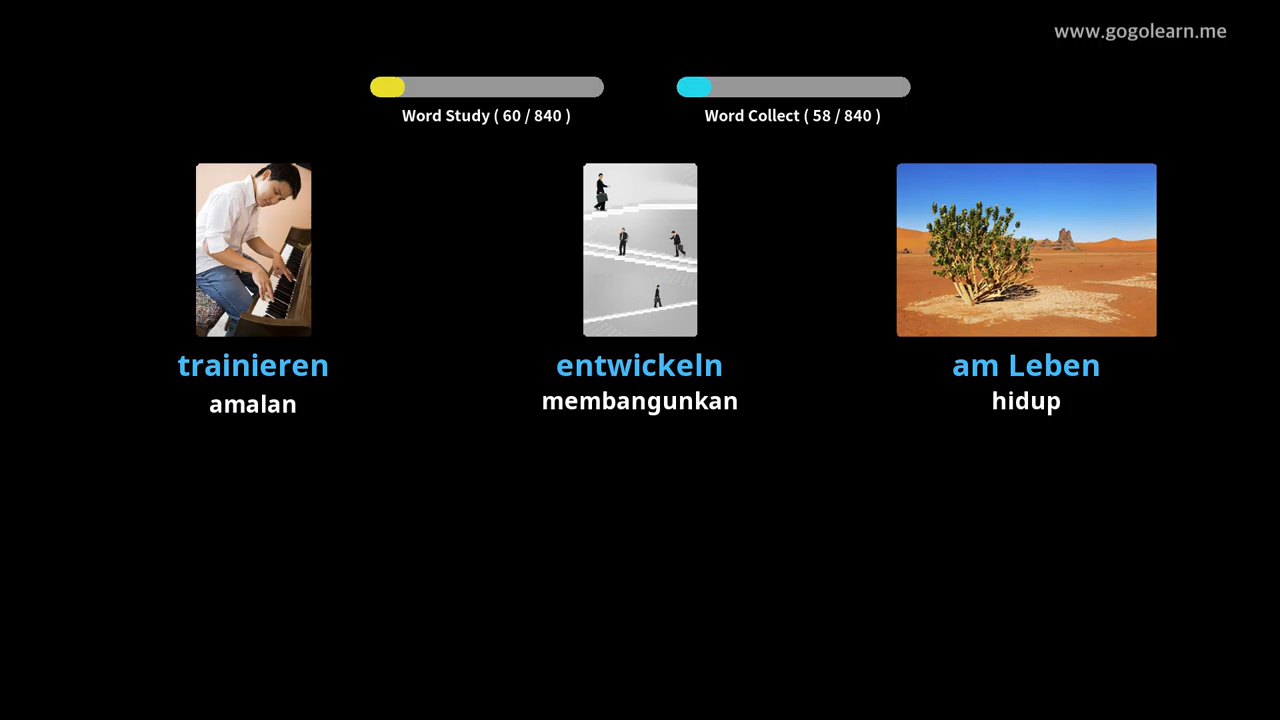 www.gogolearn.me
Word Study ( 60 / 840 )
Word Collect ( 58 / 840 )
trainieren
amalan
entwickeln
membangunkan
am Leben
hidup